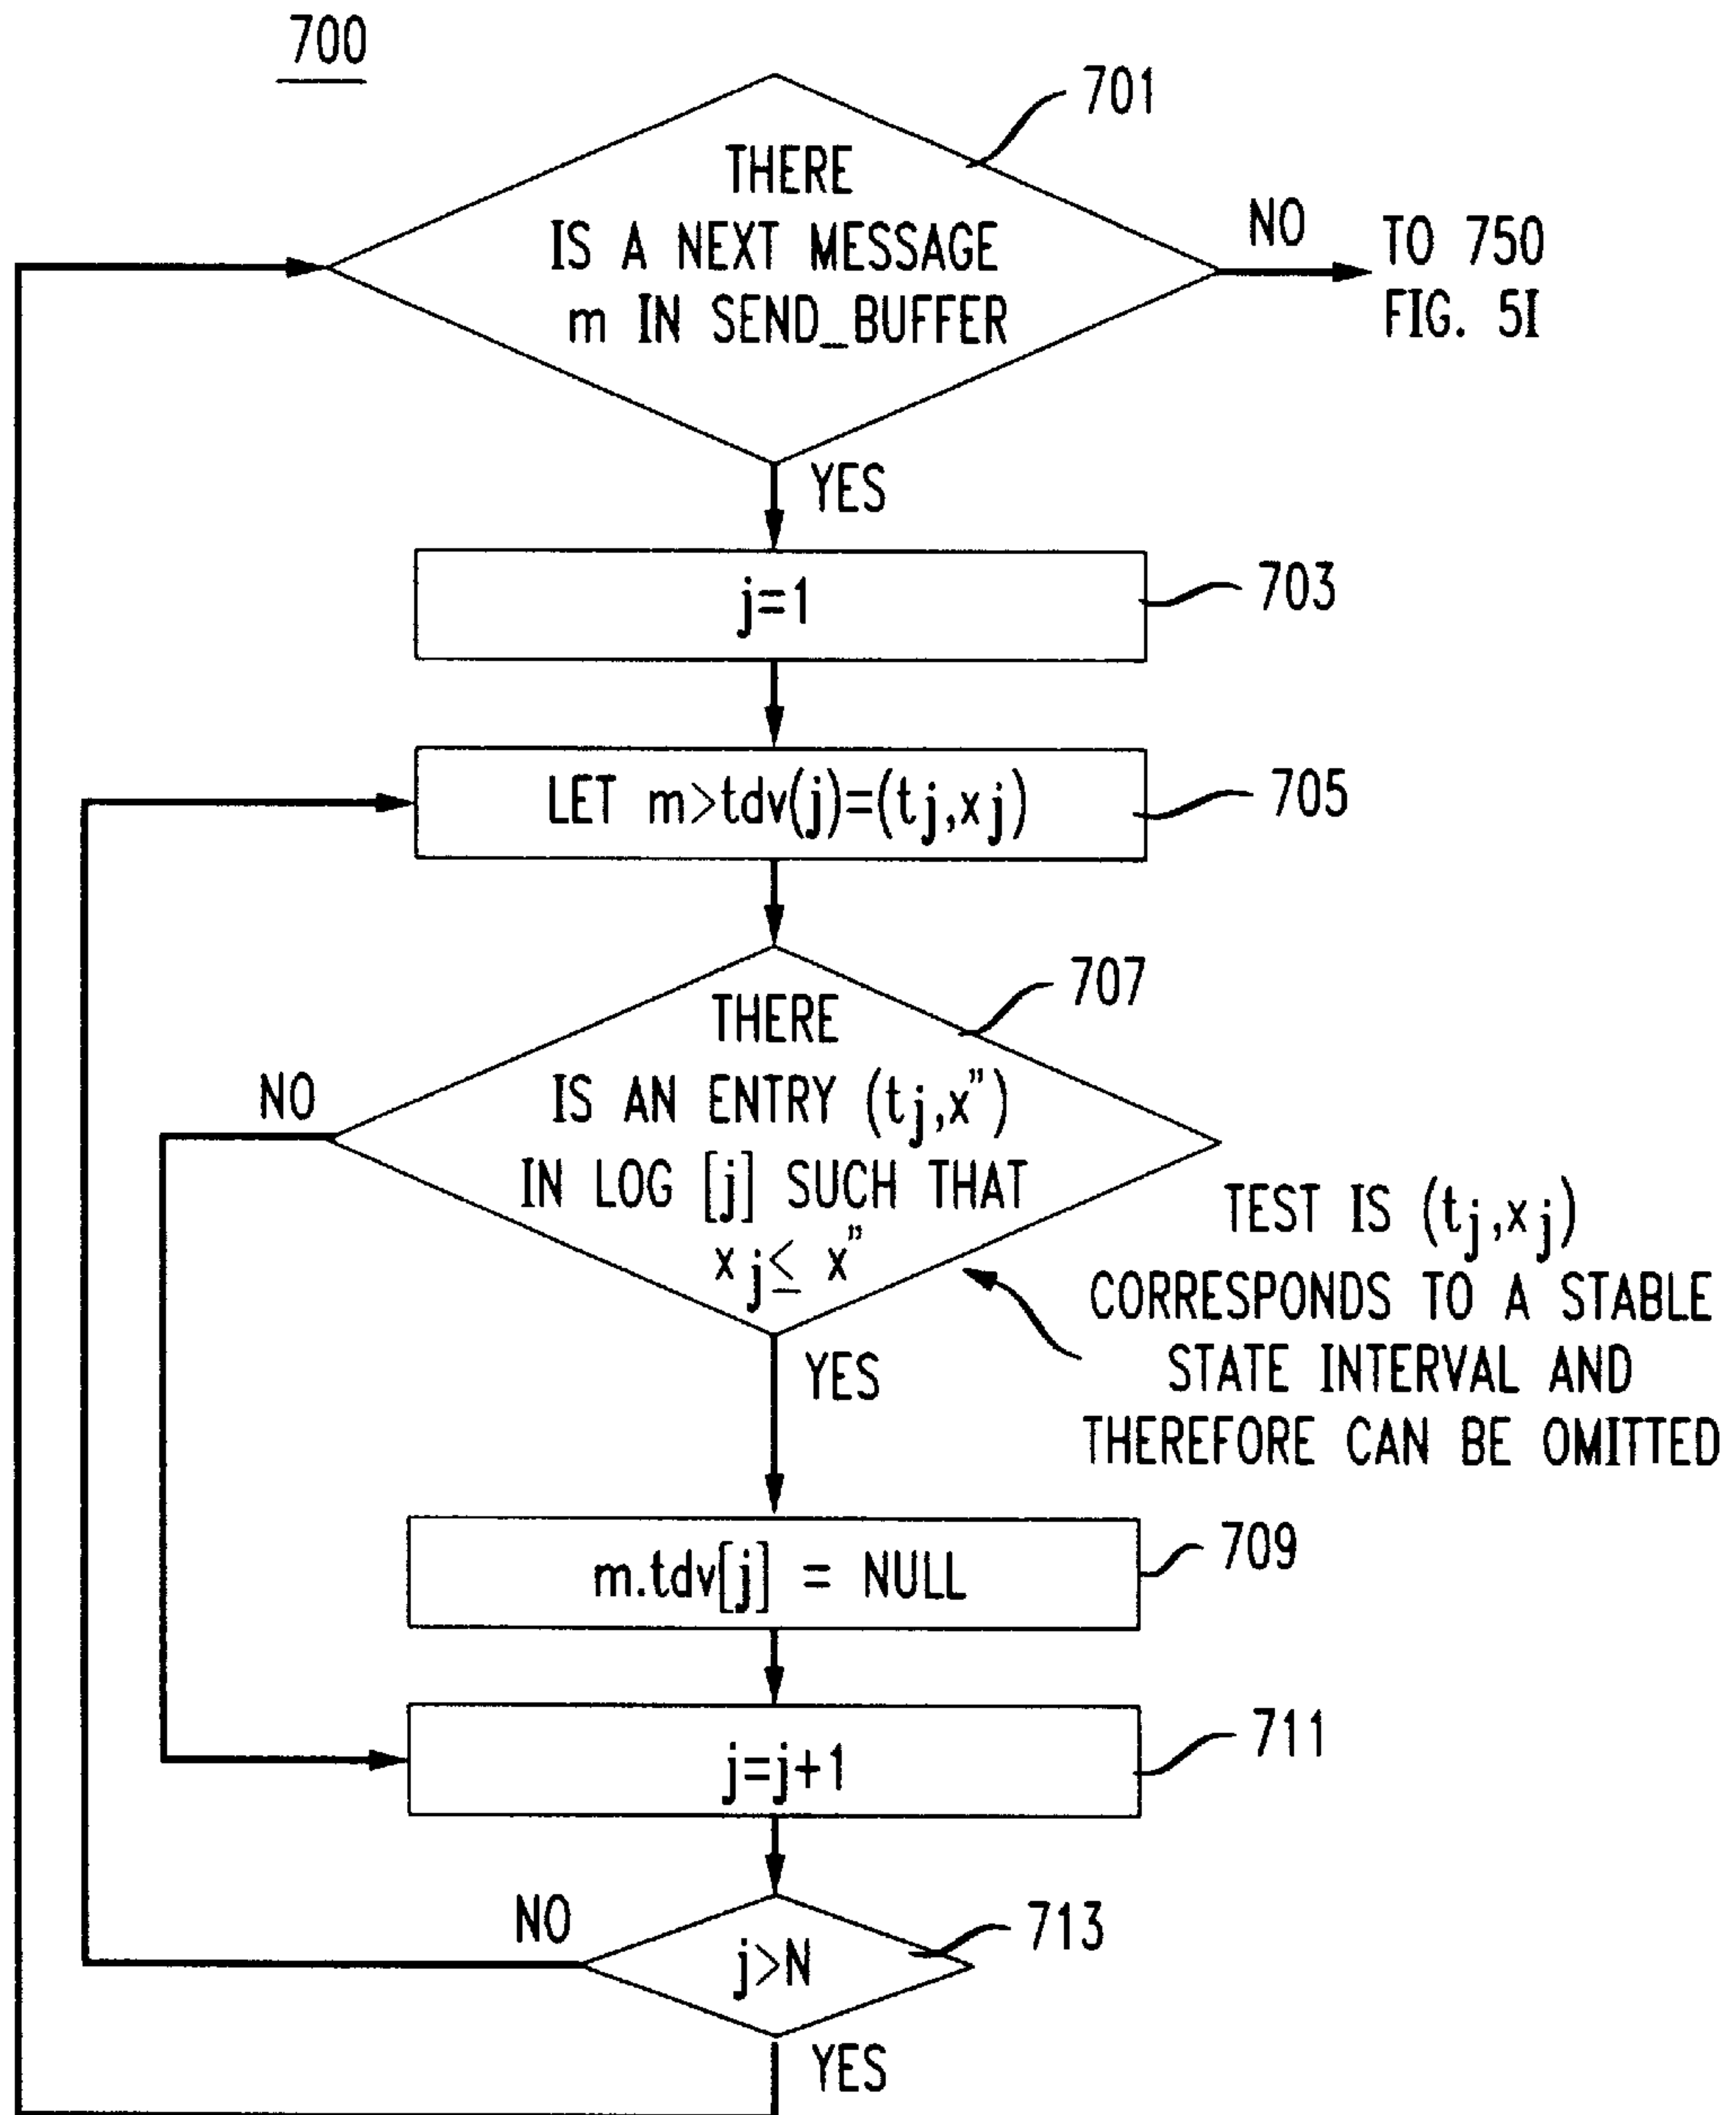 700
701
THERE
IS A NEXT MESSAGE
m IN SEND_BUFFER
NO
TO 750
FIG. 5I
YES
j=1
703
LET m>tdv(j)=(tj,xj)
705
THERE
IS AN ENTRY (tj,x")
IN LOG [j] SUCH THAT
xj≤ x"
707
NO
TEST IS (tj,xj)
CORRESPONDS TO A STABLE
STATE INTERVAL AND
THEREFORE CAN BE OMITTED
YES
m.tdv[j] = NULL
709
j=j+1
711
NO
j>N
713
YES